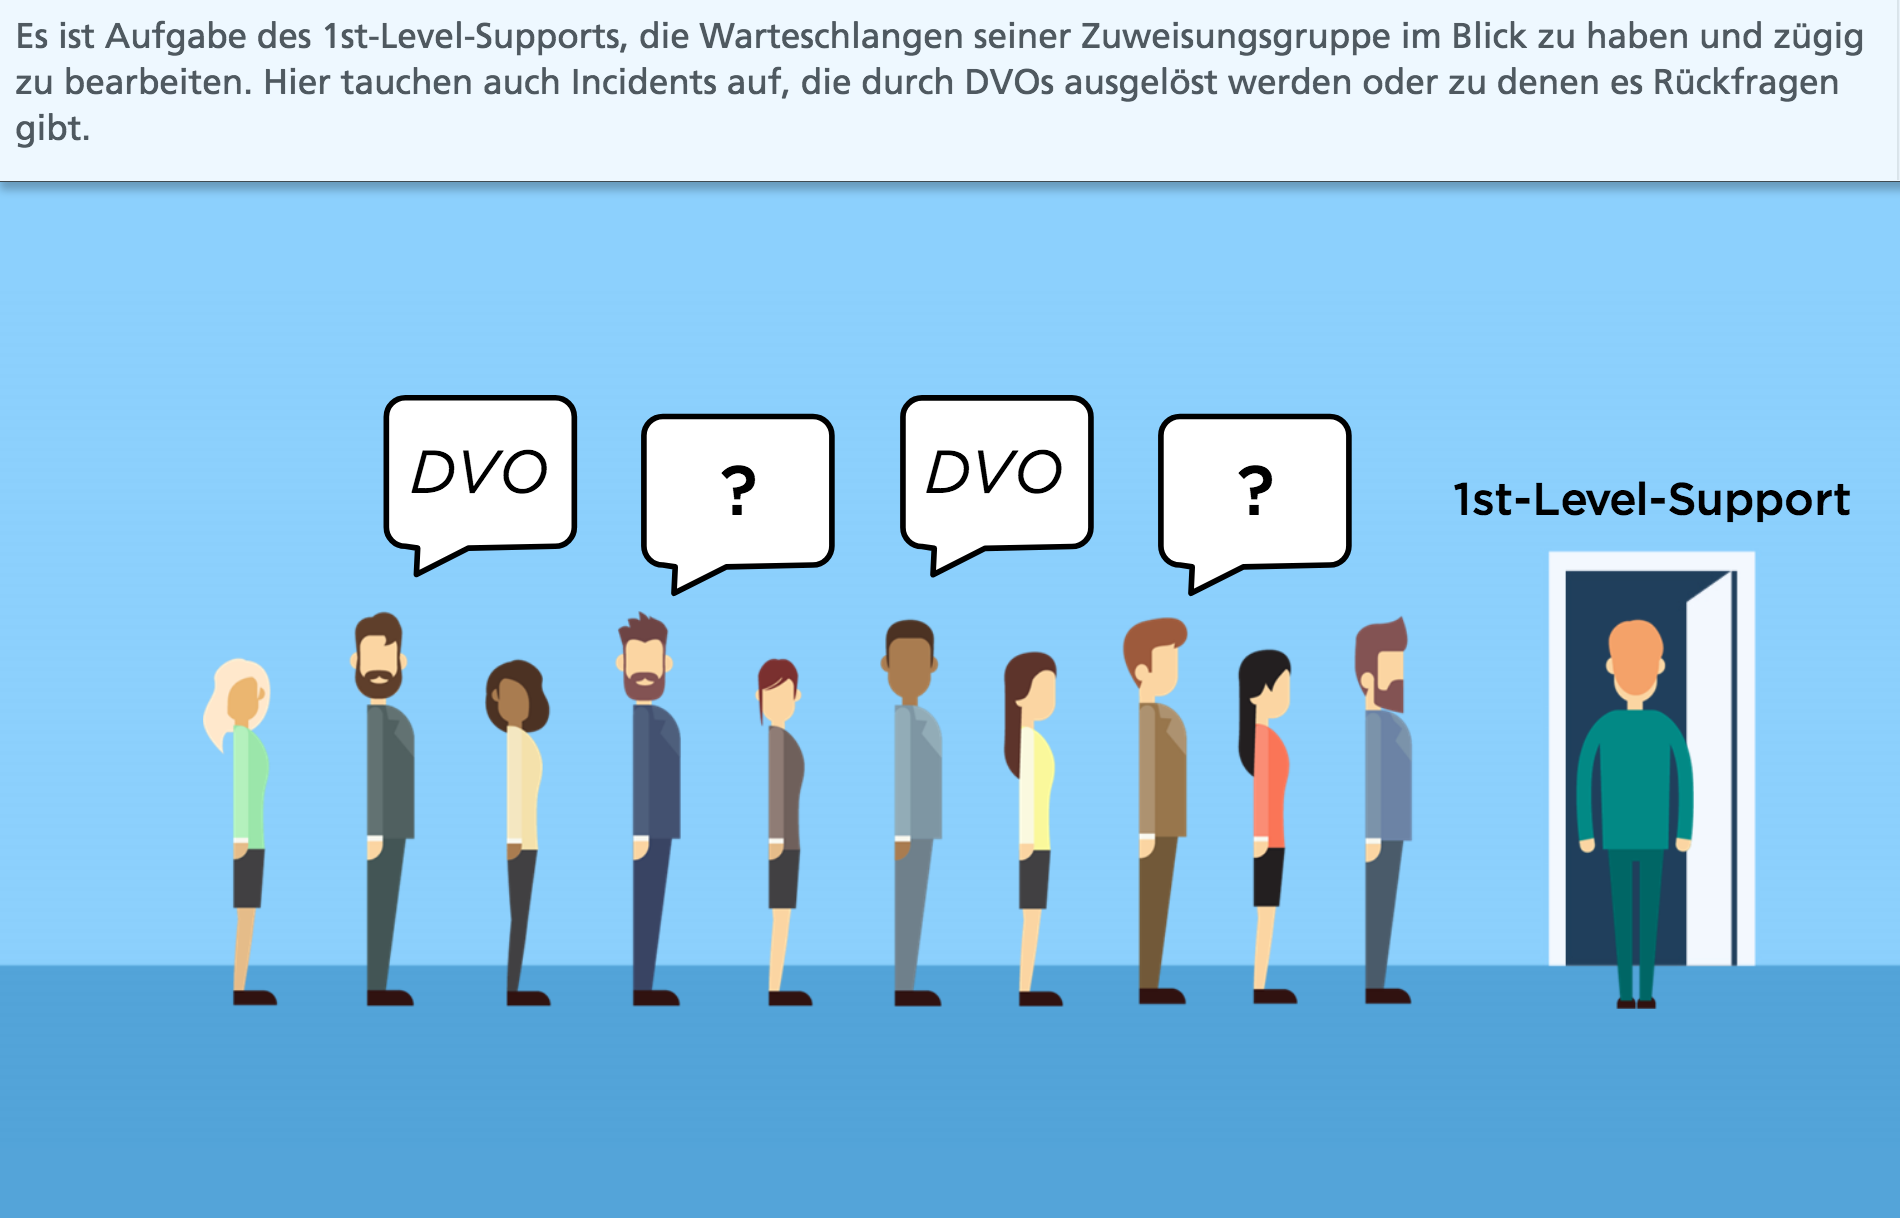 Es ist Aufgabe des 1st-Level-Supports, die Warteschlangen seiner Zuweisungsgruppe im Blick zu haben und zügig
zu bearbeiten. Hier tauchen auch Incidents auf, die durch DVOs ausgelöst werden oder zu denen es Rückfragen
gibt.
DVO
?
DVO
?
1st-Level-Support